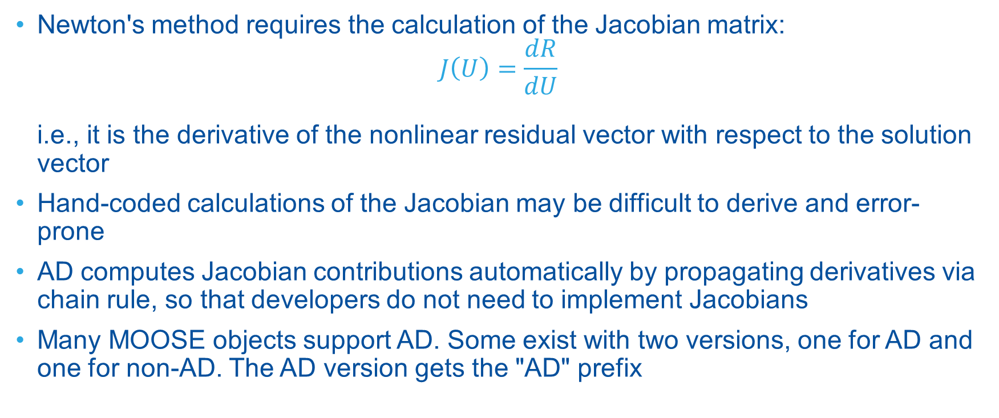 • Newton's method requires the calculation of the Jacobian matrix:
J(U) = dR/dU
i.e., it is the derivative of the nonlinear residual vector with respect to the solution
vector
• Hand-coded calculations of the Jacobian may be difficult to derive and error-
prone
• AD computes Jacobian contributions automatically by propagating derivatives via
chain rule, so that developers do not need to implement Jacobians
• Many MOOSE objects support AD. Some exist with two versions, one for AD and
one for non-AD. The AD version gets the "AD" prefix